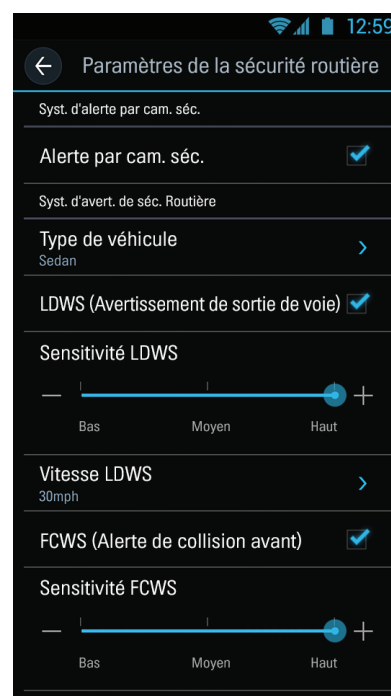 12:59
Paramètres de la sécurité routière
Syst. d'alerte par cam. séc.
Alerte par cam. séc.
Syst. d'avert. de séc. Routière
Type de véhicule
Sedan
LDWS (Avertissement de sortie de voie)
Sensitivité LDWS
Bas Moyen Haut
Vitesse LDWS
30mph
FCWS (Alerte de collision avant)
Sensitivité FCWS
Bas Moyen Haut